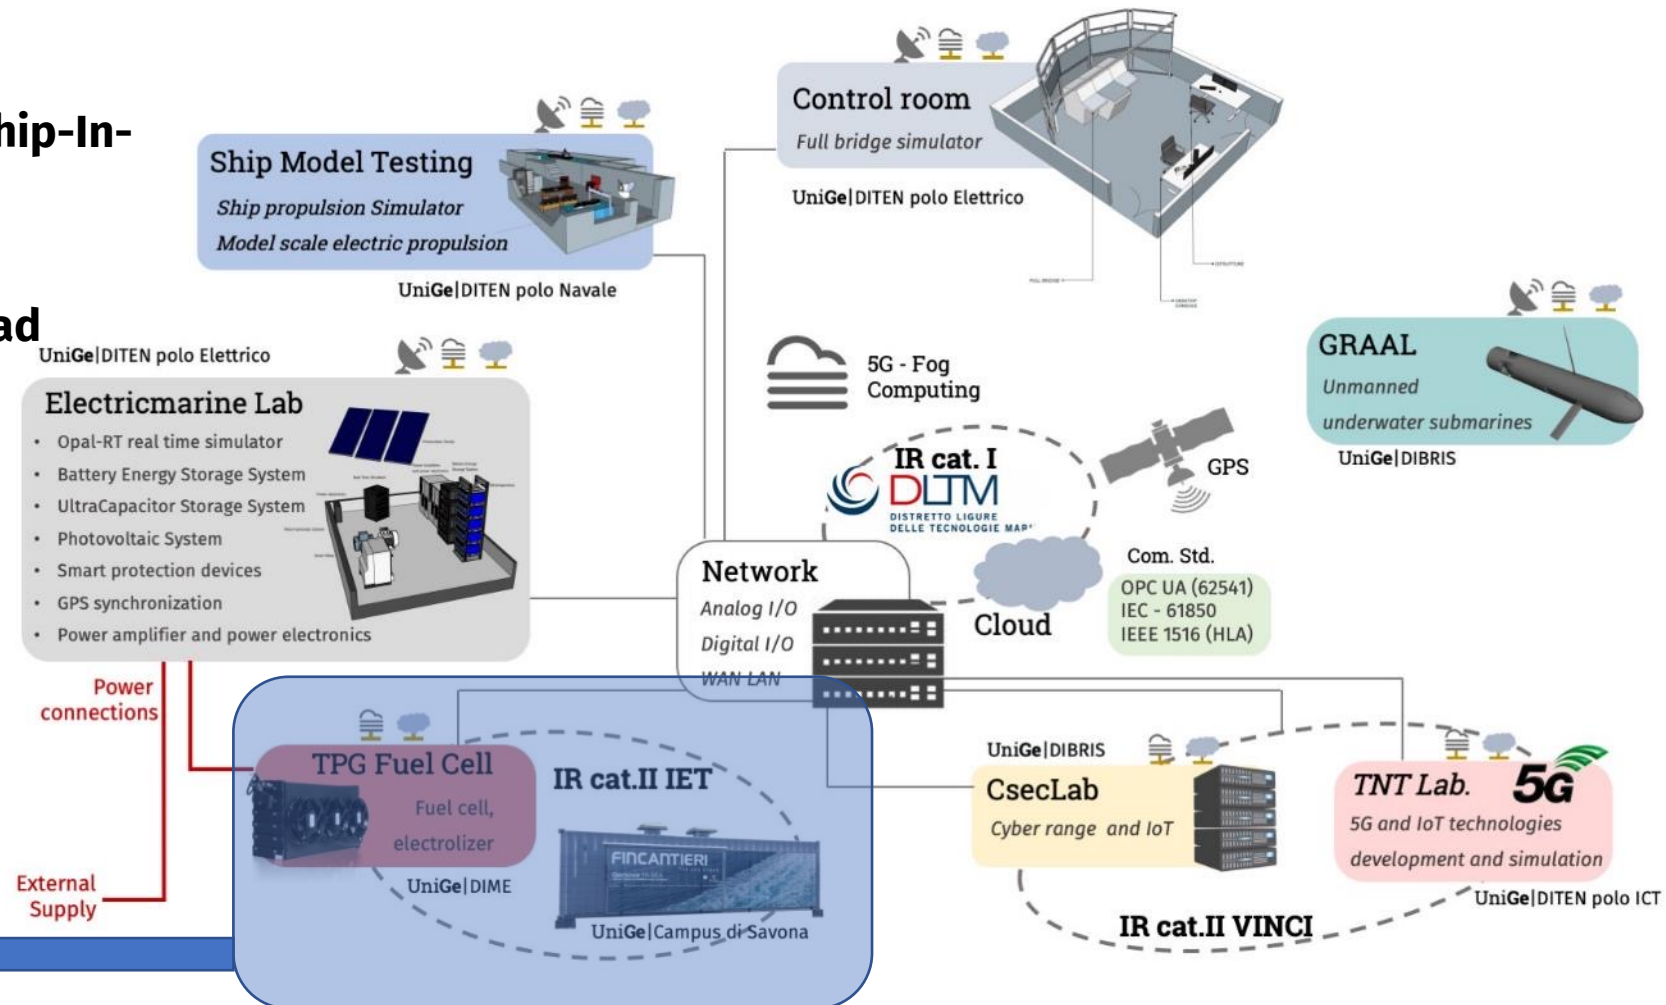 hip-In-
ad
Control room
Full bridge simulator
UniGe|DITEN polo Elettrico
Ship Model Testing
Ship propulsion Simulator
Model scale electric propulsion
UniGe|DITEN polo Navale
UniGe|DITEN polo Elettrico
Electricmarine Lab
• Opal-RT real time simulator
• Battery Energy Storage System
• UltraCapacitor Storage System
• Photovoltaic System
• Smart protection devices
• GPS synchronization
• Power amplifier and power electronics
5G - Fog
Computing
GRAAL
Unmanned
underwater submarines
UniGe|DIBRIS
IR cat. I
DLTM
DISTRETTO LIGURE
DELLE TECNOLOGIE MAR
GPS
Network
Analog I/O
Digital I/O
WAN LAN
Cloud
Com. Std.
OPC UA (62541)
IEC - 61850
IEEE 1516 (HLA)
Power
connections
External
Supply
TPG Fuel Cell
Fuel cell,
electrolizer
UniGe|DIME
IR cat.II IET
FINCANTIERI
UniGe|Campus di Savona
UniGe|DIBRIS
CsecLab
Cyber range and IoT
TNT Lab.
5G
5G and IoT technologies
development and simulation
UniGe|DITEN polo ICT
IR cat.II VINCI